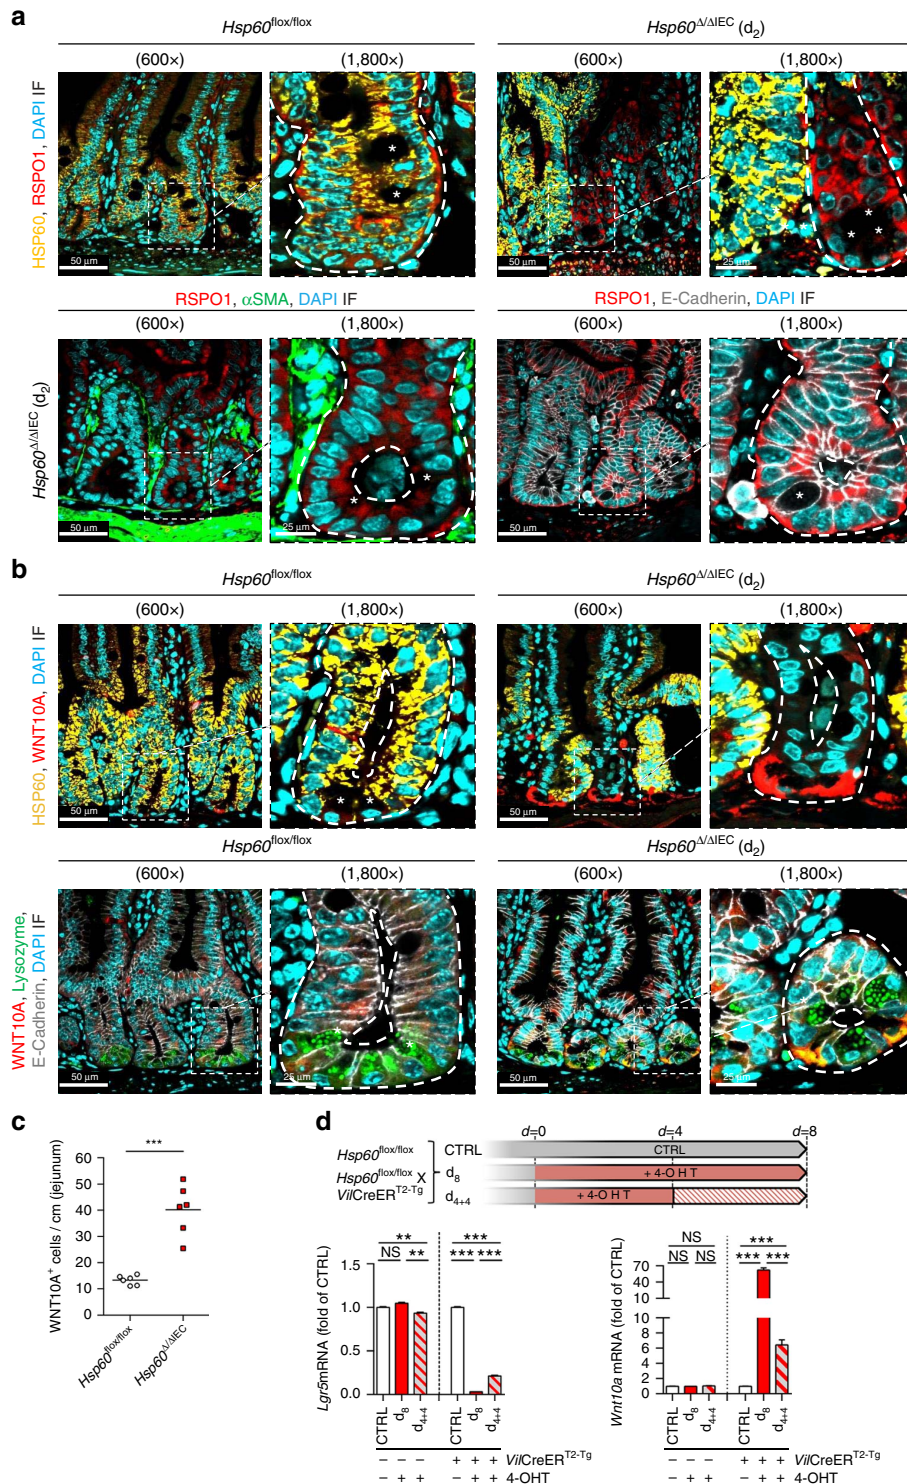 a
Hsp60flox/flox
Hsp60Δ/ΔIEC (d2)
(600×) (1,800×) (600×) (1,800×)
HSP60, RSPO1, DAPI IF
* * * * *
50 μm 50 μm 25 μm
RSPO1, αSMA, DAPI IF
RSPO1, E-Cadherin, DAPI IF
(600×) (1,800×) (600×) (1,800×)
Hsp60Δ/ΔIEC (d2)
* * *
50 μm 25 μm 50 μm 25 μm
b
Hsp60flox/flox
Hsp60Δ/ΔIEC (d2)
(600×) (1,800×) (600×) (1,800×)
HSP60, WNT10A, DAPI IF
* *
50 μm 25 μm 50 μm 25 μm
Hsp60flox/flox
Hsp60Δ/ΔIEC (d2)
(600×) (1,800×) (600×) (1,800×)
WNT10A, Lysozyme,
E-Cadherin, DAPI IF
* * *
50 μm 25 μm 50 μm 25 μm
c
WNT10A+ cells / cm (jejunum)
***
60
50
40
30
20
10
0
Hsp60flox/flox
Hsp60Δ/ΔIEC
d
d=0 d=4 d=8
Hsp60flox/flox CTRL CTRL
Hsp60flox/flox X
VilCreERT2-Tg
d8 + 4-O H T
d4+4 + 4-O H T
Lgr5mRNA (fold of CTRL)
** ***
NS ** *** ***
1.0
0.5
0.0
CTRL d8 d4+4 CTRL d8 d4+4
Wnt10a mRNA (fold of CTRL)
NS ***
NS NS *** ***
70
50
30
10
8
6
4
2
0
CTRL d8 d4+4 CTRL d8 d4+4
– – – + + + – – – + + + VilCreERT2-Tg
– + + – + + – + + – + + 4-OHT